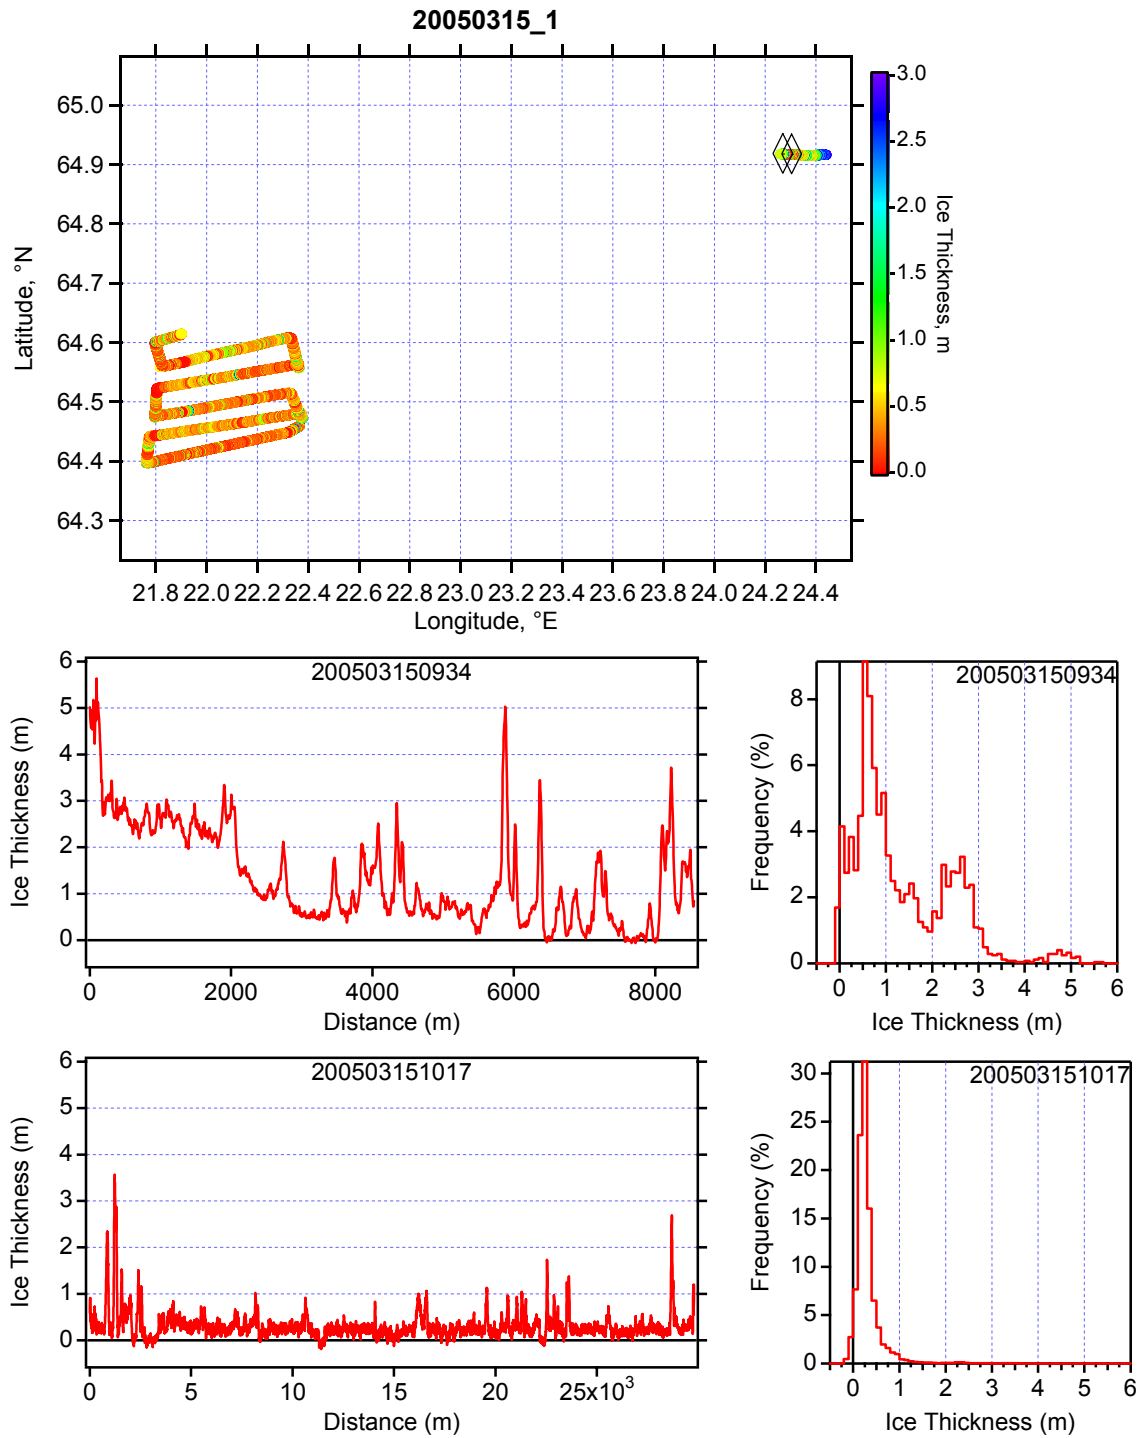 20050315_1
65.0
64.9
64.8
64.7
64.6
64.5
64.4
64.3
Latitude, °N
21.8 22.0 22.2 22.4 22.6 22.8 23.0 23.2 23.4 23.6 23.8 24.0 24.2 24.4
Longitude, °E
3.0
2.5
2.0
1.5
1.0
0.5
0.0
Ice Thickness, m
200503150934
6
5
4
3
2
1
0
Ice Thickness (m)
0 2000 4000 6000 8000
Distance (m)
200503150934
8
6
4
2
0
Frequency (%)
0 1 2 3 4 5 6
Ice Thickness (m)
200503151017
6
5
4
3
2
1
0
Ice Thickness (m)
0 5 10 15 20 25x10³
Distance (m)
200503151017
30
25
20
15
10
5
0
Frequency (%)
0 1 2 3 4 5 6
Ice Thickness (m)